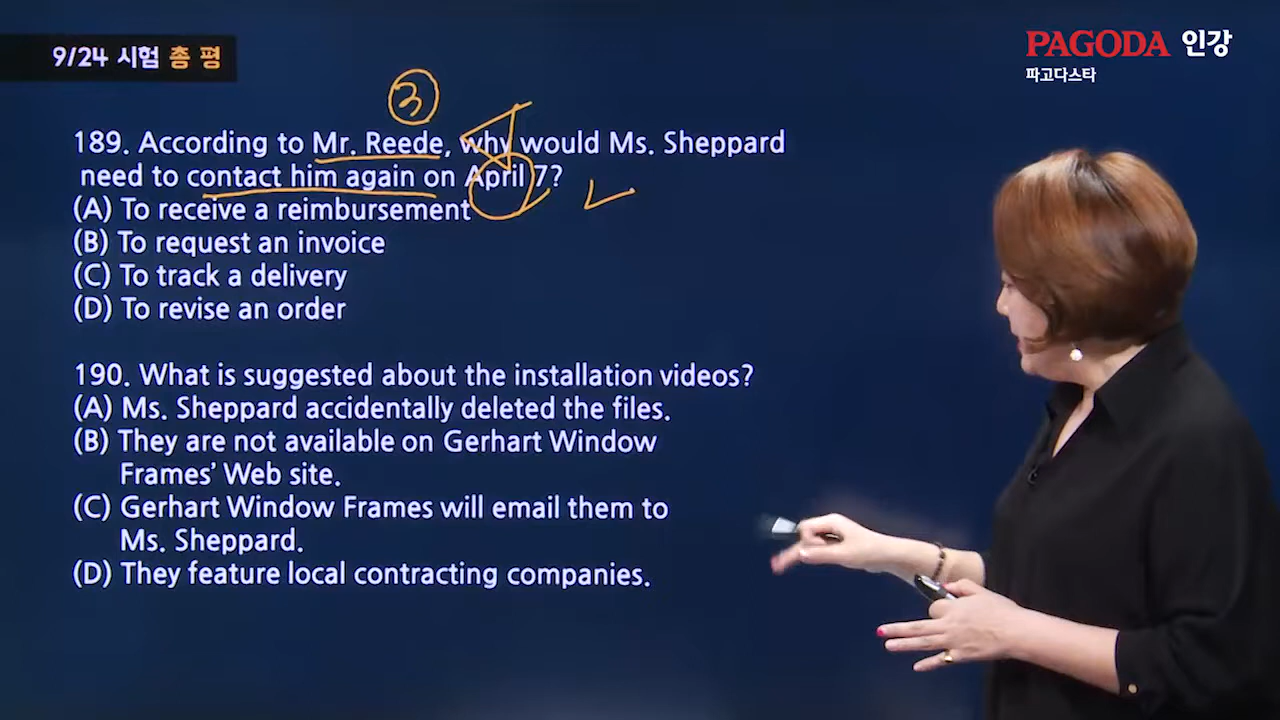 9/24 시험 총평
PAGODA 인강
파고다스타
3
189. According to Mr. Reede, why would Ms. Sheppard
need to contact him again on April 7?
(A) To receive a reimbursement
(B) To request an invoice
(C) To track a delivery
(D) To revise an order
190. What is suggested about the installation videos?
(A) Ms. Sheppard accidentally deleted the files.
(B) They are not available on Gerhart Window
Frames’ Web site.
(C) Gerhart Window Frames will email them to
Ms. Sheppard.
(D) They feature local contracting companies.